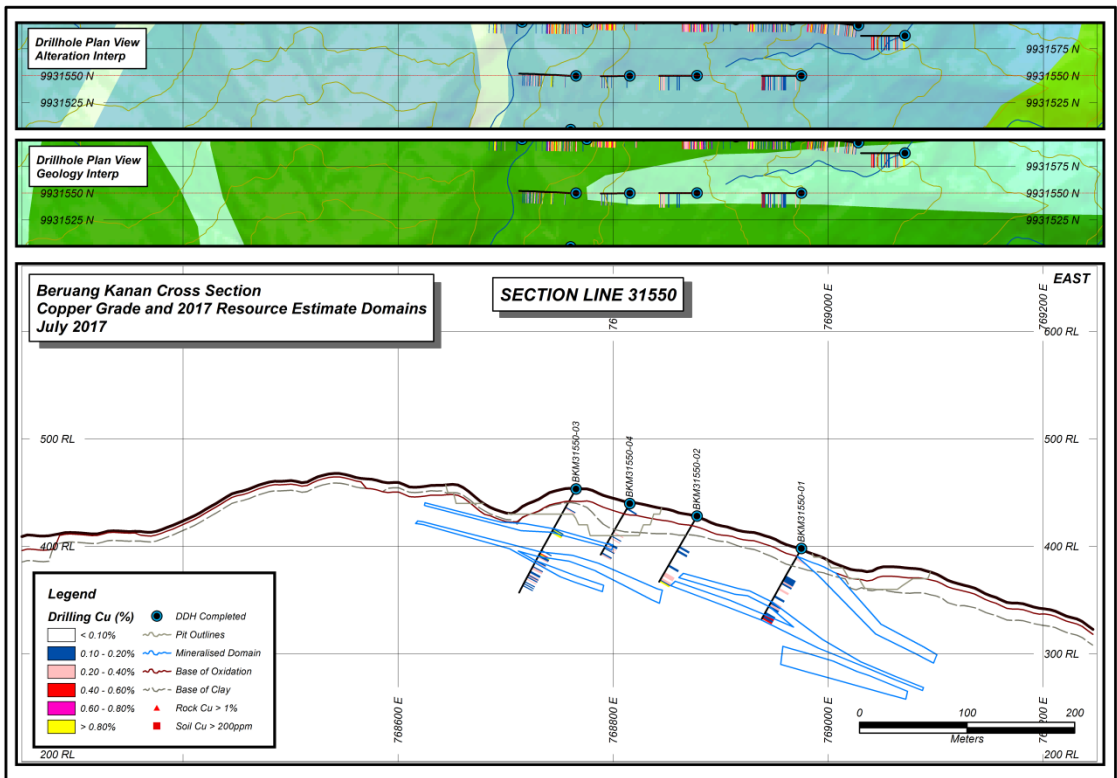 Drillhole Plan View
Alteration Interp
9931575 N
9931550 N
9931550 N
9931525 N
9931525 N
Drillhole Plan View
Geology Interp
9931575 N
9931550 N
9931550 N
9931525 N
9931525 N
Beruang Kanan Cross Section
Copper Grade and 2017 Resource Estimate Domains
July 2017
SECTION LINE 31550
EAST
76
769000 E
769200 E
600 RL
500 RL
500 RL
400 RL
400 RL
300 RL
200 RL
200 RL
BKM31550-03
BKM31550-04
BKM31550-02
BKM31550-01
Legend
Drilling Cu (%)
< 0.10%
0.10 - 0.20%
0.20 - 0.40%
0.40 - 0.60%
0.60 - 0.80%
> 0.80%
DDH Completed
Pit Outlines
Mineralised Domain
Base of Oxidation
Base of Clay
Rock Cu > 1%
Soil Cu > 200ppm
768600 E
768800 E
769000 E
769200 E
0
100
200
Meters